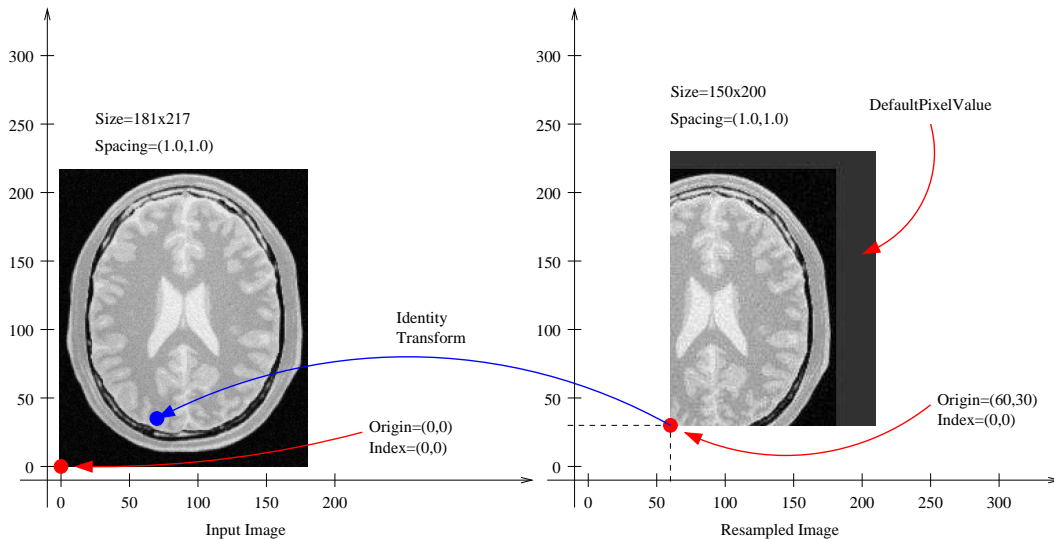 300
250
200
150
100
50
0
Size=181x217
Spacing=(1.0,1.0)
Identity
Transform
Origin=(0,0)
Index=(0,0)
0 50 100 150 200
Input Image
300
250
200
150
100
50
0
Size=150x200
Spacing=(1.0,1.0)
DefaultPixelValue
Origin=(60,30)
Index=(0,0)
0 50 100 150 200 250 300
Resampled Image